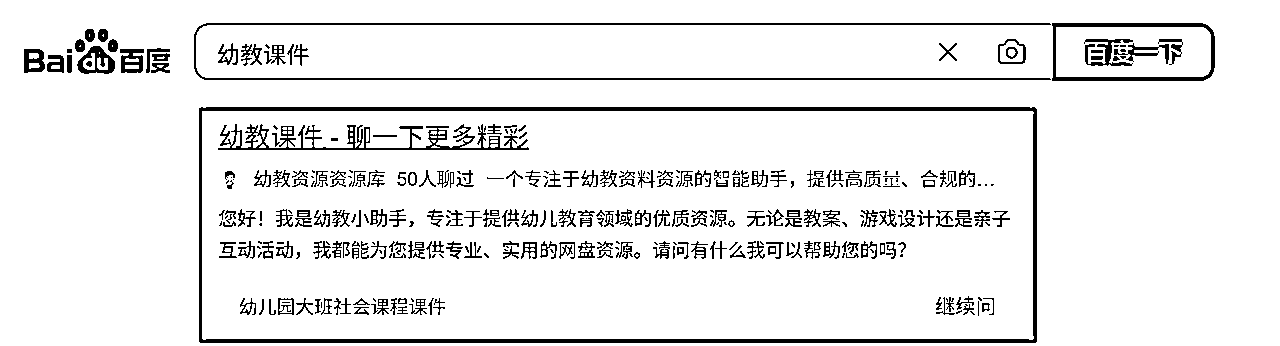 Bai du 百度 幼教课件 百度一下
幼教课件 - 聊一下更多精彩
幼教资源资源库 50人聊过 一个专注于幼教资料资源的智能助手，提供高质量、合规的...
您好！我是幼教小助手，专注于提供幼儿教育领域的优质资源。无论是教案、游戏设计还是亲子
互动活动，我都能为您提供专业、实用的网盘资源。请问有什么我可以帮助您的吗？
幼儿园大班社会课程课件 继续问